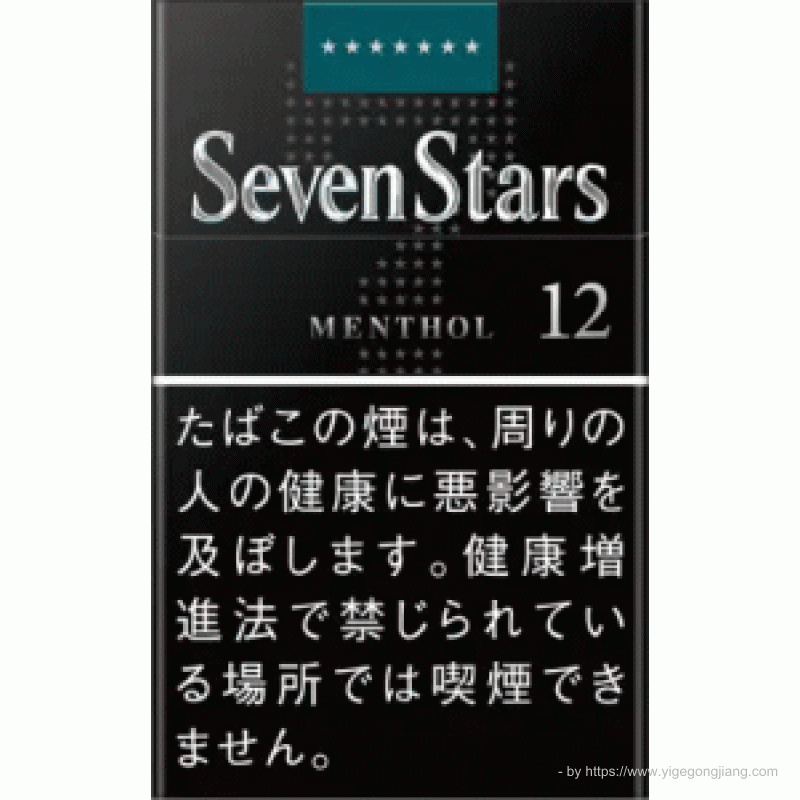 ★★★★★★★
SevenStars
MENTHOL 12
たばこの煙は、周りの
人の健康に悪影響を
及ぼします。健康増
進法で禁じられてい
る場所では喫煙でき
ません。
- by https://www.yigegongjiang.com